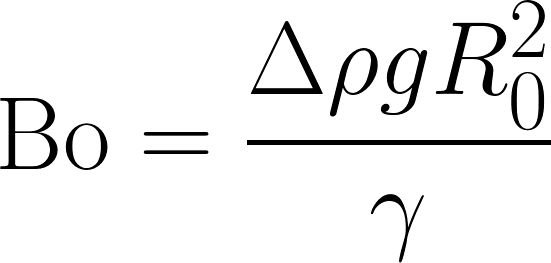 Bo = \frac{\Delta \rho g R_0^2}{\gamma}